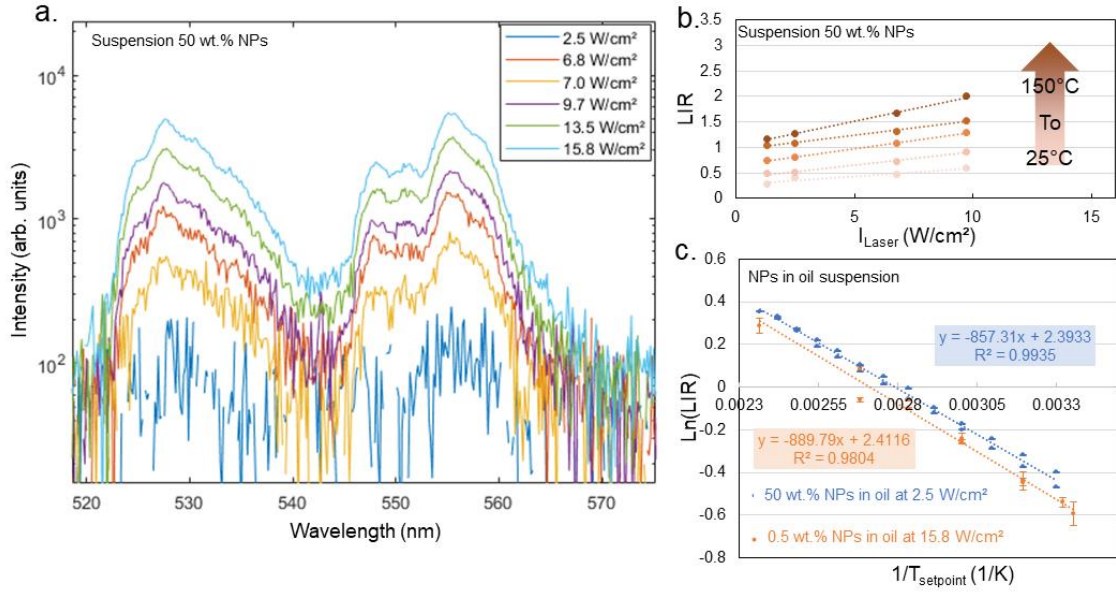 a.
Suspension 50 wt.% NPs
2.5 W/cm²
6.8 W/cm²
7.0 W/cm²
9.7 W/cm²
13.5 W/cm²
15.8 W/cm²
10⁴
10³
10²
Intensity (arb. units)
520 530 540 550 560 570
Wavelength (nm)
b.
Suspension 50 wt.% NPs
3.5
3
2.5
2
1.5
1
0.5
0
LIR
150°C
To
25°C
0 5 10 15
I Laser (W/cm²)
c.
NPs in oil suspension
0.6
0.4
0.2
0
-0.2
-0.4
-0.6
-0.8
Ln(LIR)
y = -857.31x + 2.3933
R² = 0.9935
0.0023 0.00255 0.0028 0.00305 0.0033
y = -889.79x + 2.4116
R² = 0.9804
50 wt.% NPs in oil at 2.5 W/cm²
0.5 wt.% NPs in oil at 15.8 W/cm²
1/T setpoint (1/K)